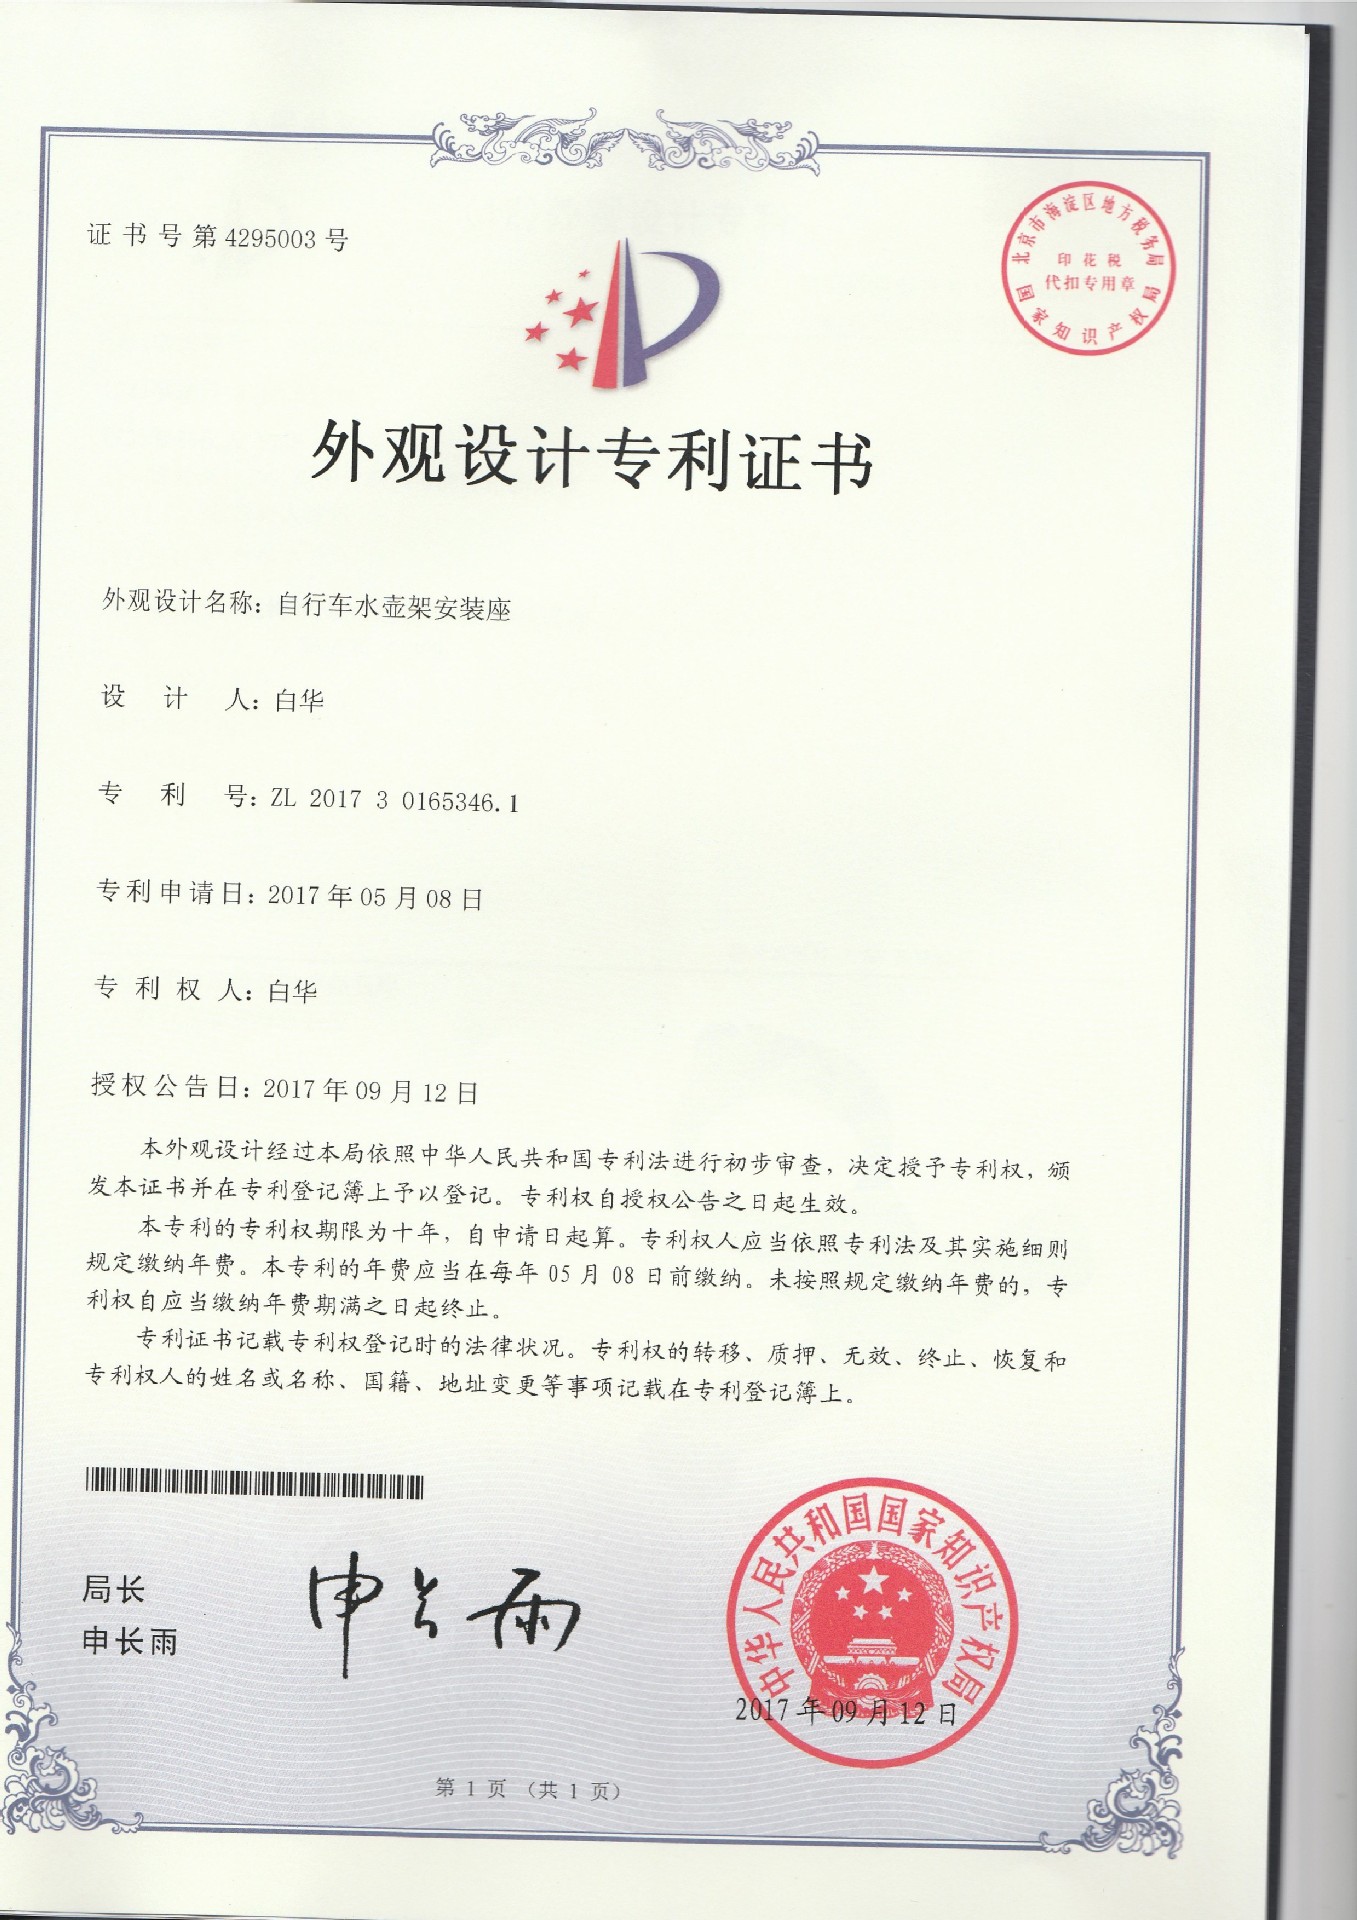 证书号第4295003号
北京市海淀区地方税务局
印花税
代扣专用章
国家知识产权局
外观设计专利证书
外观设计名称：自行车水壶架安装座
设计人：白华
专利号：ZL 2017 3 0165346.1
专利申请日：2017年05月08日
专利权人：白华
授权公告日：2017年09月12日
本外观设计经过本局依照中华人民共和国专利法进行初步审查，决定授予专利权，颁
发本证书并在专利登记簿上予以登记。专利权自授权公告之日起生效。
本专利的专利权期限为十年，自申请日起算。专利权人应当依照专利法及其实施细则
规定缴纳年费。本专利的年费应当在每年05月08日前缴纳。未按照规定缴纳年费的，专
利权自应当缴纳年费期满之日起终止。
专利证书记载专利权登记时的法律状况。专利权的转移、质押、无效、终止、恢复和
专利权人的姓名或名称、国籍、地址变更等事项记载在专利登记簿上。
局长
申长雨
申长雨
中华人民共和国国家知识产权局
2017年09月12日
第1页（共1页）